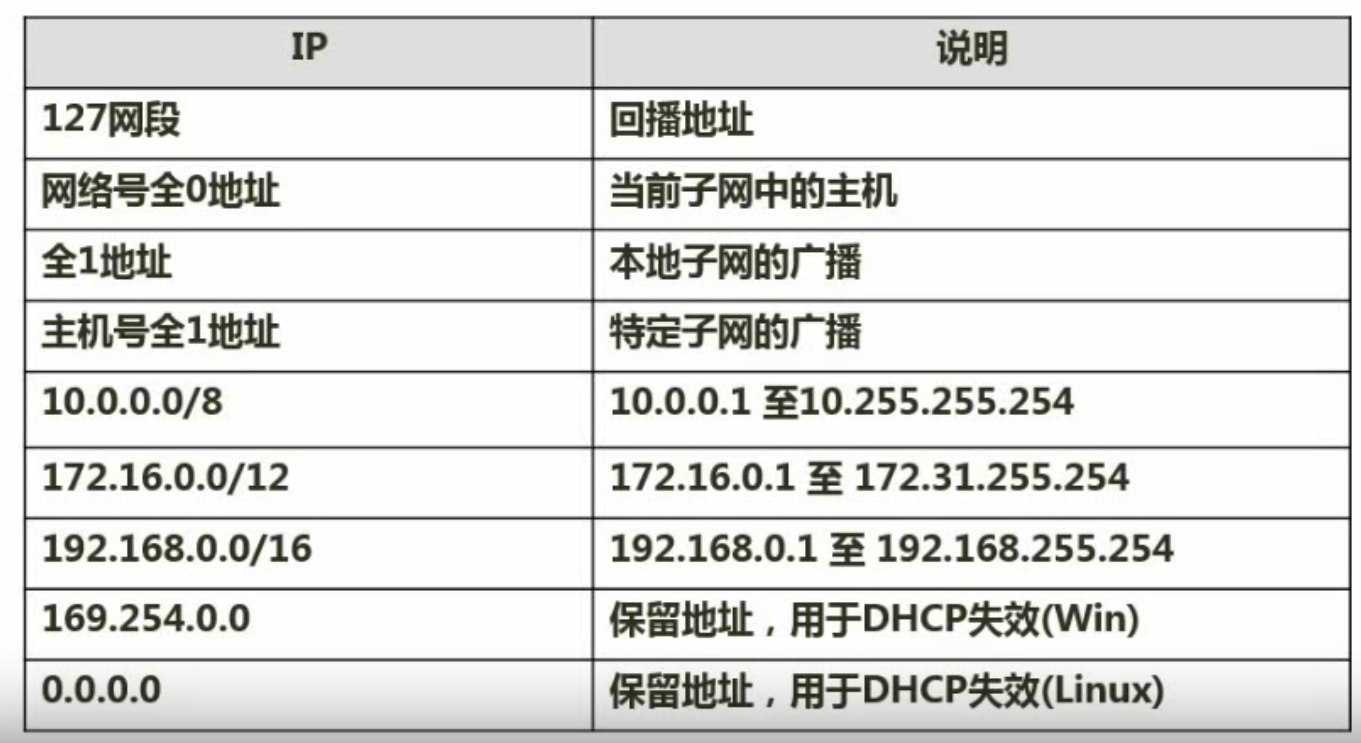 IP
说明
127网段
回播地址
网络号全0地址
当前子网中的主机
全1地址
本地子网的广播
主机号全1地址
特定子网的广播
10.0.0.0/8
10.0.0.1 至10.255.255.254
172.16.0.0/12
172.16.0.1 至 172.31.255.254
192.168.0.0/16
192.168.0.1 至 192.168.255.254
169.254.0.0
保留地址，用于DHCP失效(Win)
0.0.0.0
保留地址，用于DHCP失效(Linux)